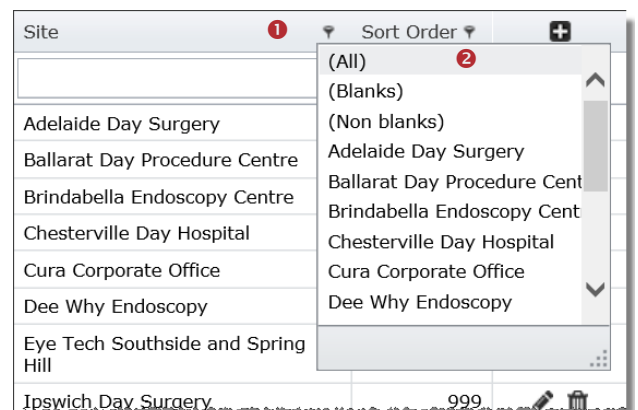 Site 1 Sort Order
(All) 2
(Blanks)
(Non blanks)
Adelaide Day Surgery
Ballarat Day Procedure Cent
Brindabella Endoscopy Cent
Chesterville Day Hospital
Cura Corporate Office
Dee Why Endoscopy
Adelaide Day Surgery
Ballarat Day Procedure Centre
Brindabella Endoscopy Centre
Chesterville Day Hospital
Cura Corporate Office
Dee Why Endoscopy
Eye Tech Southside and Spring
Hill
Ipswich Day Surgery 999